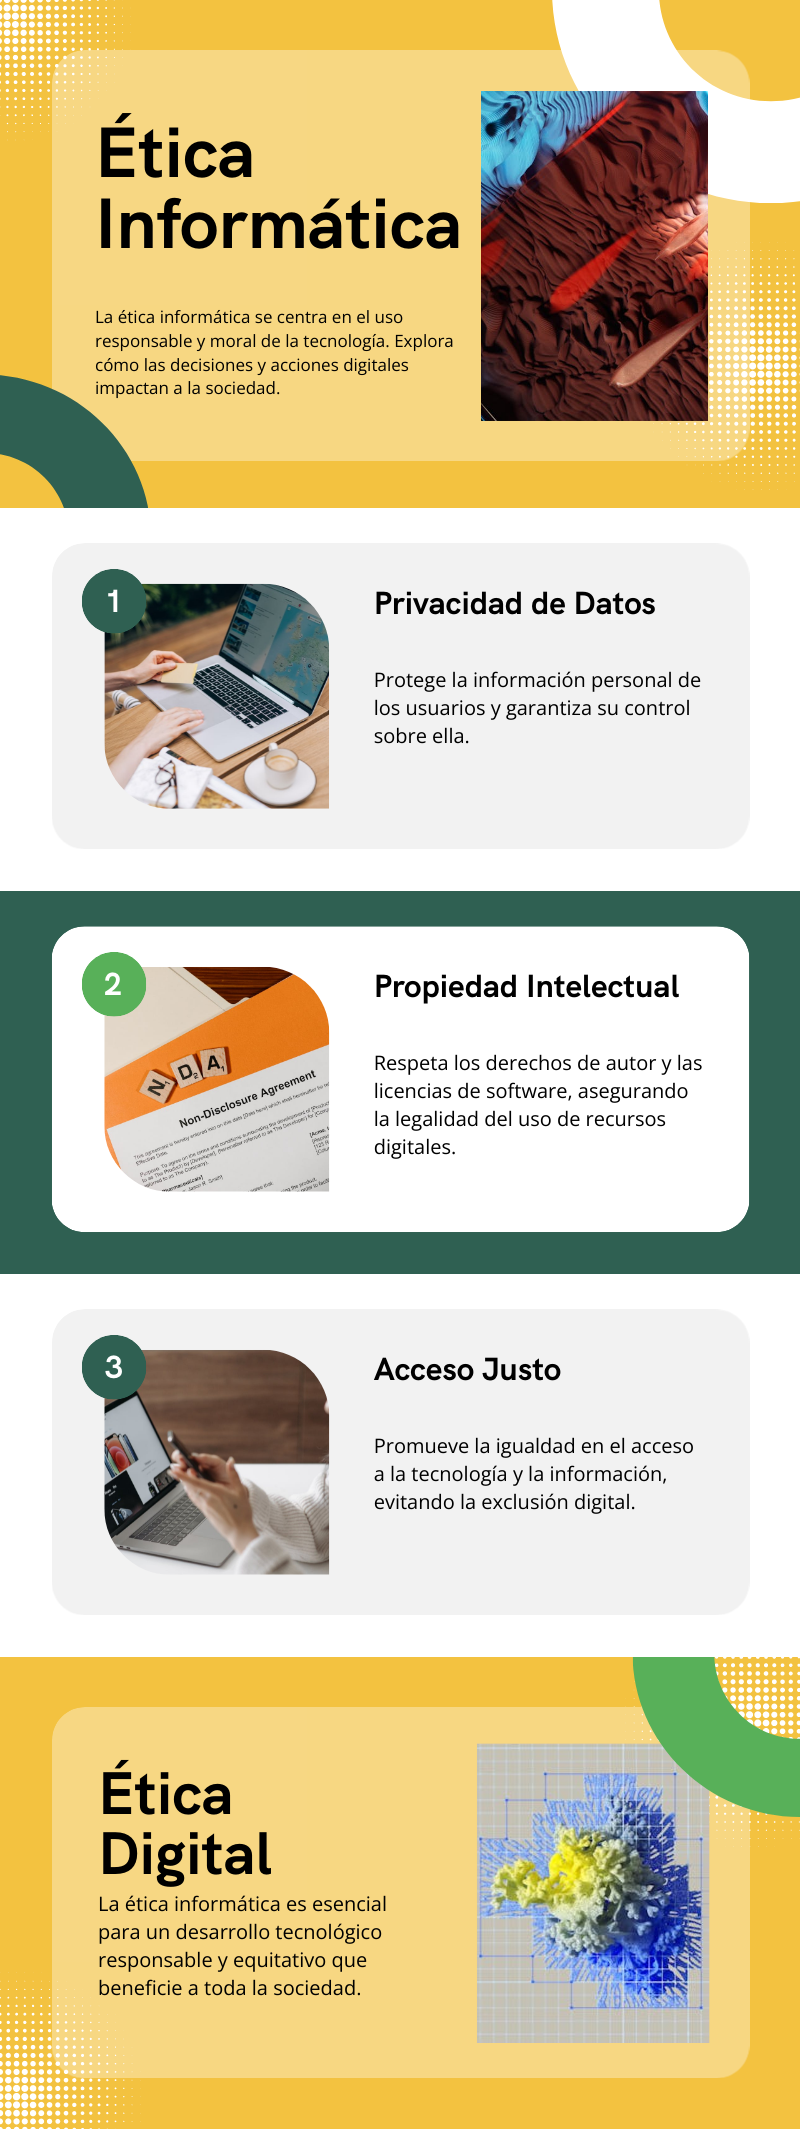 Ética
Informática
La ética informática se centra en el uso
responsable y moral de la tecnología. Explora
cómo las decisiones y acciones digitales
impactan a la sociedad.
1
Privacidad de Datos
Protege la información personal de
los usuarios y garantiza su control
sobre ella.
2
N D A
Non-Disclosure Agreement
Propiedad Intelectual
Respeta los derechos de autor y las
licencias de software, asegurando
la legalidad del uso de recursos
digitales.
3
Acceso Justo
Promueve la igualdad en el acceso
a la tecnología y la información,
evitando la exclusión digital.
Ética
Digital
La ética informática es esencial
para un desarrollo tecnológico
responsable y equitativo que
beneficie a toda la sociedad.